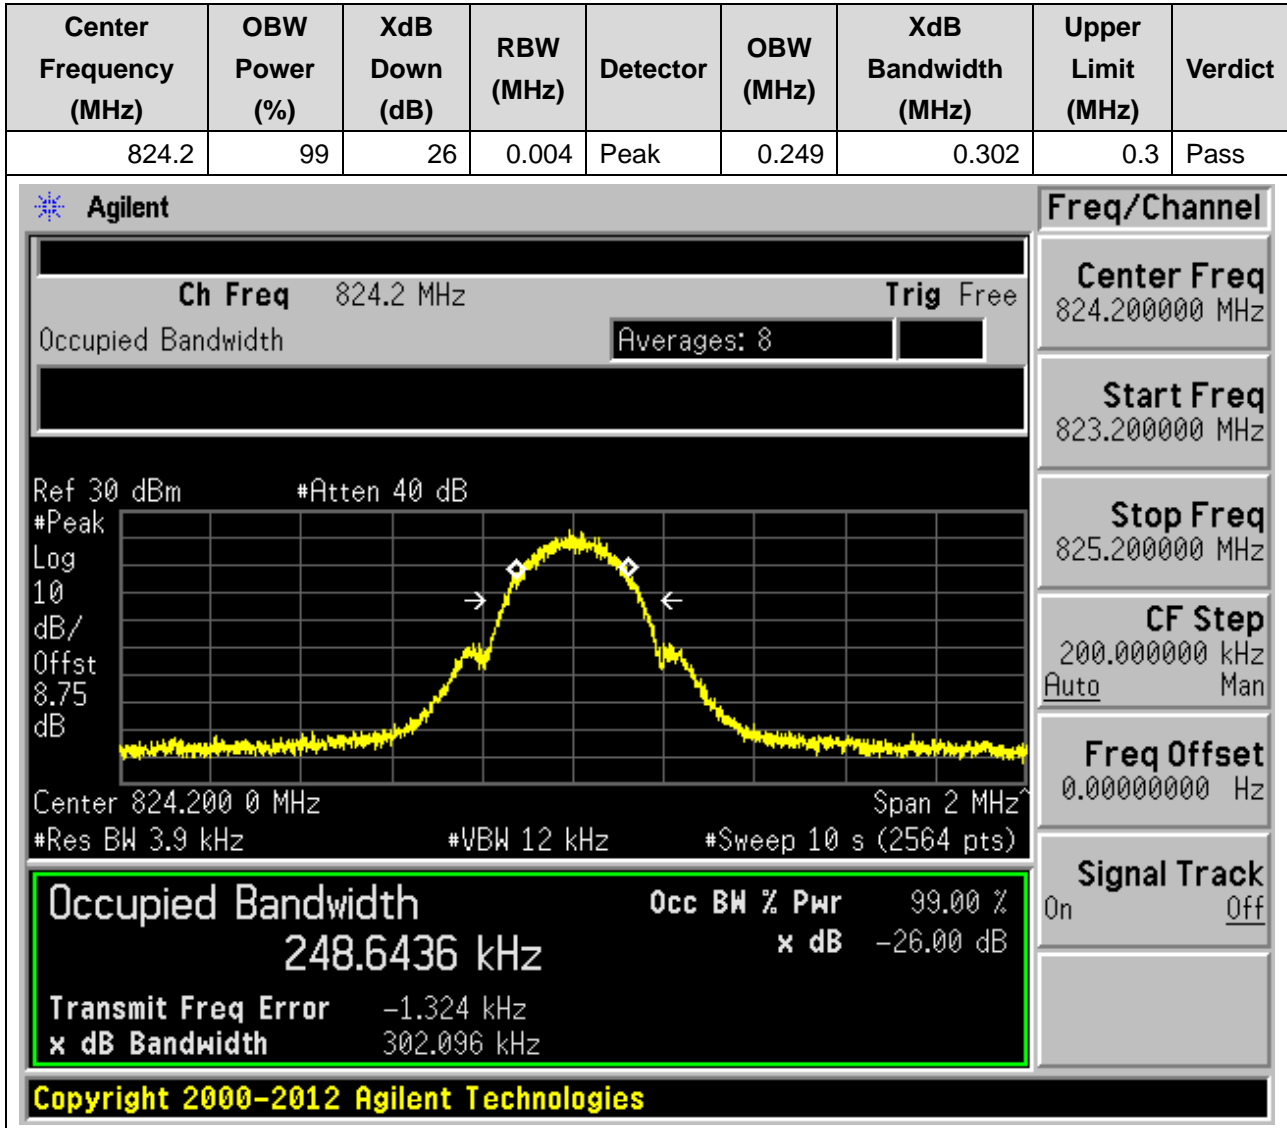 Center Frequency (MHz) OBW Power (%) XdB Down (dB) RBW (MHz) Detector OBW (MHz) XdB Bandwidth (MHz) Upper Limit (MHz) Verdict
824.2 99 26 0.004 Peak 0.249 0.302 0.3 Pass
Agilent
Ch Freq 824.2 MHz Trig Free
Occupied Bandwidth Averages: 8
Ref 30 dBm #Atten 40 dB
#Peak
Log
10
dB/
Offst
8.75
dB
Center 824.200 0 MHz Span 2 MHz^
#Res BW 3.9 kHz #VBW 12 kHz #Sweep 10 s (2564 pts)
Occupied Bandwidth
248.6436 kHz
Occ BW % Pwr 99.00 %
x dB -26.00 dB
Transmit Freq Error -1.324 kHz
x dB Bandwidth 302.096 kHz
Copyright 2000-2012 Agilent Technologies
Freq/Channel
Center Freq
824.200000 MHz
Start Freq
823.200000 MHz
Stop Freq
825.200000 MHz
CF Step
200.000000 kHz
Auto Man
Freq Offset
0.00000000 Hz
Signal Track
On Off